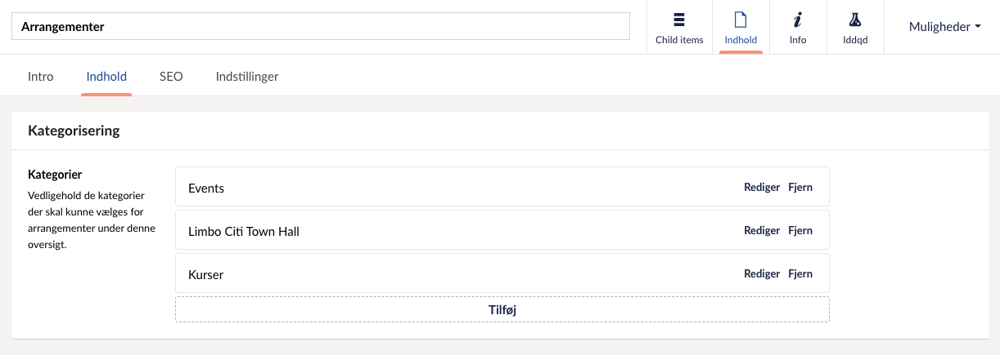 Arrangementer
Child items
Indhold
Info
Iddqd
Muligheder
Intro
Indhold
SEO
Indstillinger
Kategorisering
Kategorier
Vedligehold de kategorier
der skal kunne vælges for
arrangementer under denne
oversigt.
Events
Rediger Fjern
Limbo Citi Town Hall
Rediger Fjern
Kurser
Rediger Fjern
Tilføj